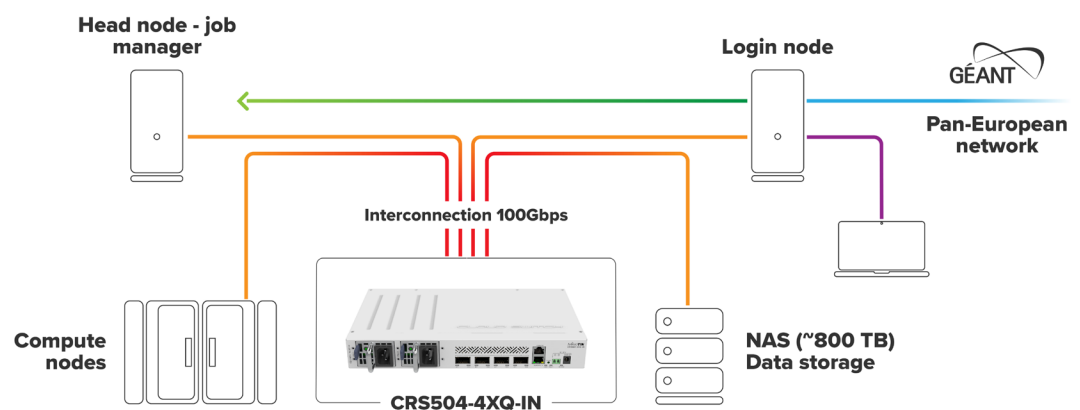 Head node - job
manager
Login node
GÉANT
Pan-European
network
Interconnection 100Gbps
Compute
nodes
NAS (~800 TB)
Data storage
CRS504-4XQ-IN